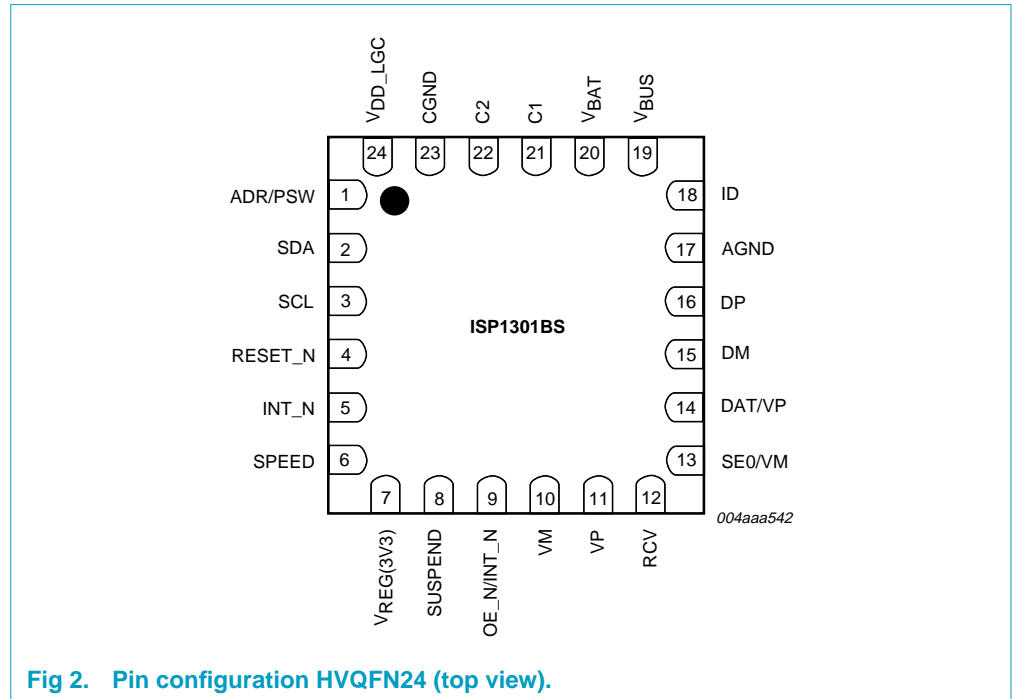 VDD_LGC
CGND
C2
C1
VBAT
VBUS
24
23
22
21
20
19
ADR/PSW 1
18 ID
SDA 2
17 AGND
SCL 3
16 DP
ISP1301BS
RESET_N 4
15 DM
INT_N 5
14 DAT/VP
SPEED 6
13 SE0/VM
7
8
9
10
11
12
004aaa542
VREG(3V3)
SUSPEND
OE_N/INT_N
VM
VP
RCV
Fig 2. Pin configuration HVQFN24 (top view).